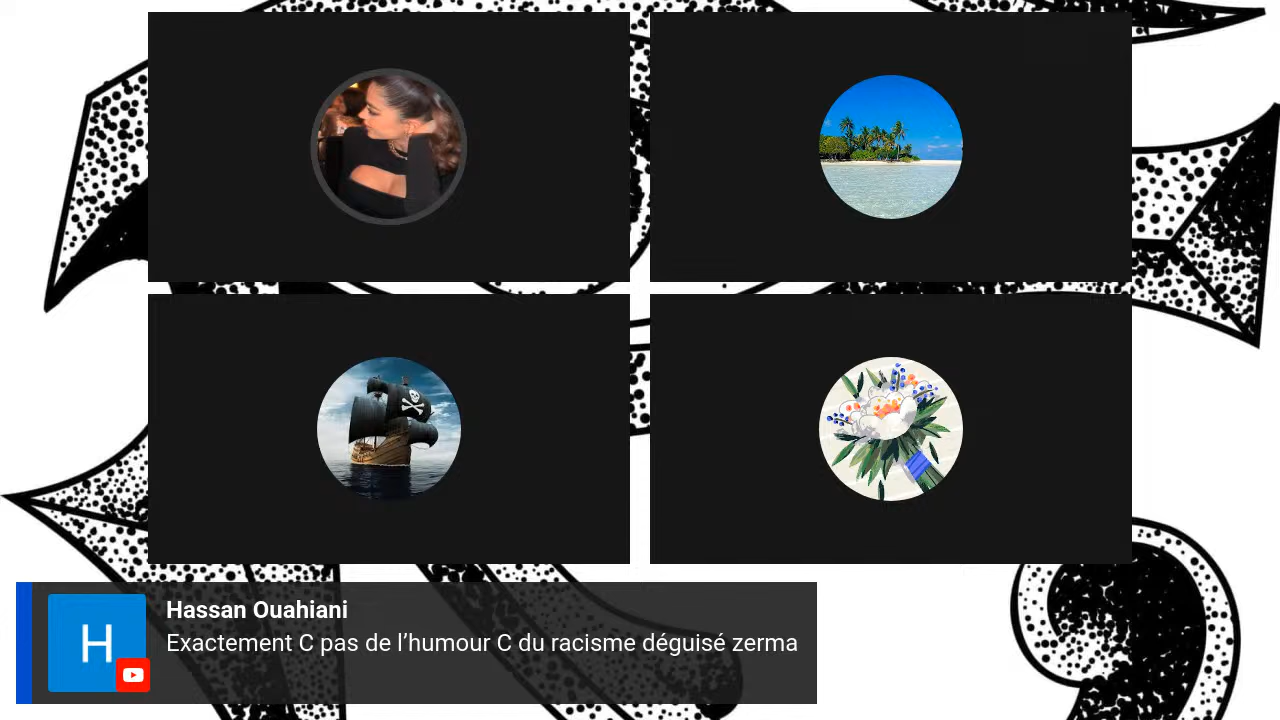 H
Hassan Ouahiani
Exactement C pas de l’humour C du racisme déguisé zerma